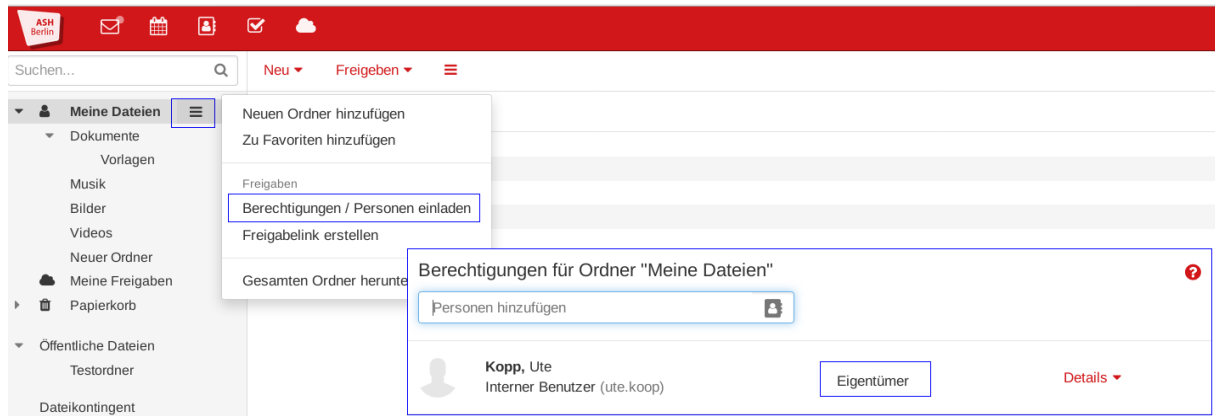 ASH
Berlin
Suchen...
Neu
Freigeben
Meine Dateien
Dokumente
Vorlagen
Musik
Bilder
Videos
Neuer Ordner
Meine Freigaben
Papierkorb
Öffentliche Dateien
Testordner
Dateikontingent
Neuen Ordner hinzufügen
Zu Favoriten hinzufügen
Freigaben
Berechtigungen / Personen einladen
Freigabelink erstellen
Gesamten Ordner herunte
Berechtigungen für Ordner "Meine Dateien"
Personen hinzufügen
Kopp, Ute
Interner Benutzer (ute.koop)
Eigentümer
Details